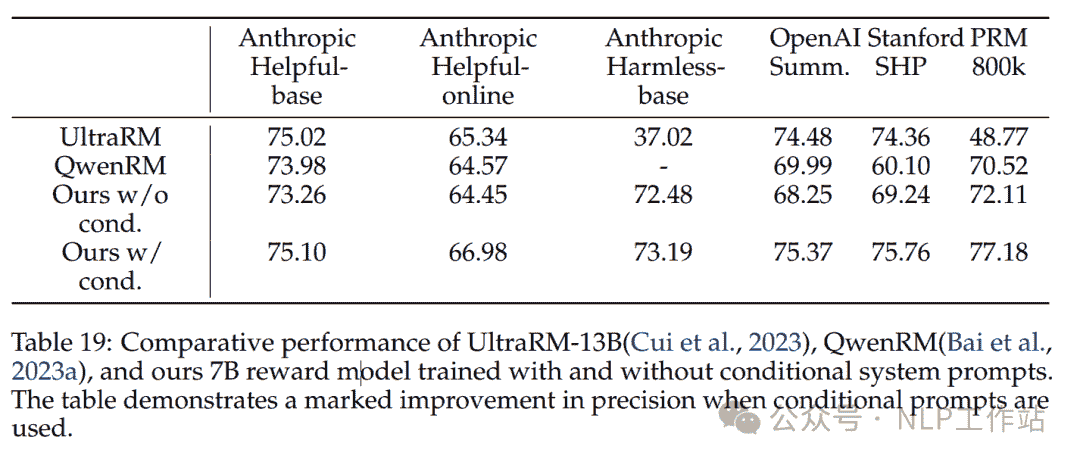 Anthropic Anthropic Anthropic OpenAI Stanford PRM
Helpful- Helpful- Harmless- Summ. SHP 800k
base online base
UltraRM 75.02 65.34 37.02 74.48 74.36 48.77
QwenRM 73.98 64.57 - 69.99 60.10 70.52
Ours w/o 73.26 64.45 72.48 68.25 69.24 72.11
cond.
Ours w/ 75.10 66.98 73.19 75.37 75.76 77.18
cond.
Table 19: Comparative performance of UltraRM-13B(Cui et al., 2023), QwenRM(Bai et al.,
2023a), and ours 7B reward model trained with and without conditional system prompts.
The table demonstrates a marked improvement in precision when conditional prompts are
used.
公众号 · NLP工作站